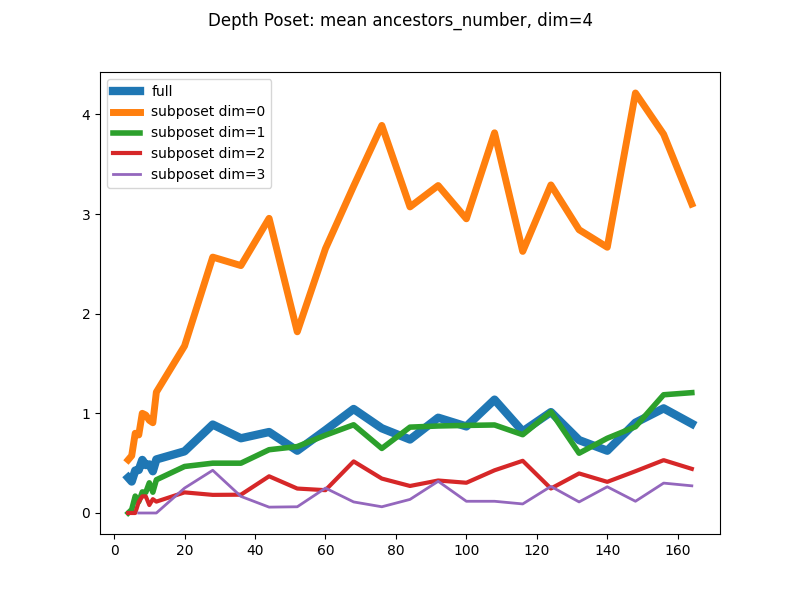 Depth Poset: mean ancestors_number, dim=4
full
subposet dim=0
subposet dim=1
subposet dim=2
subposet dim=3
4
3
2
1
0
0 20 40 60 80 100 120 140 160